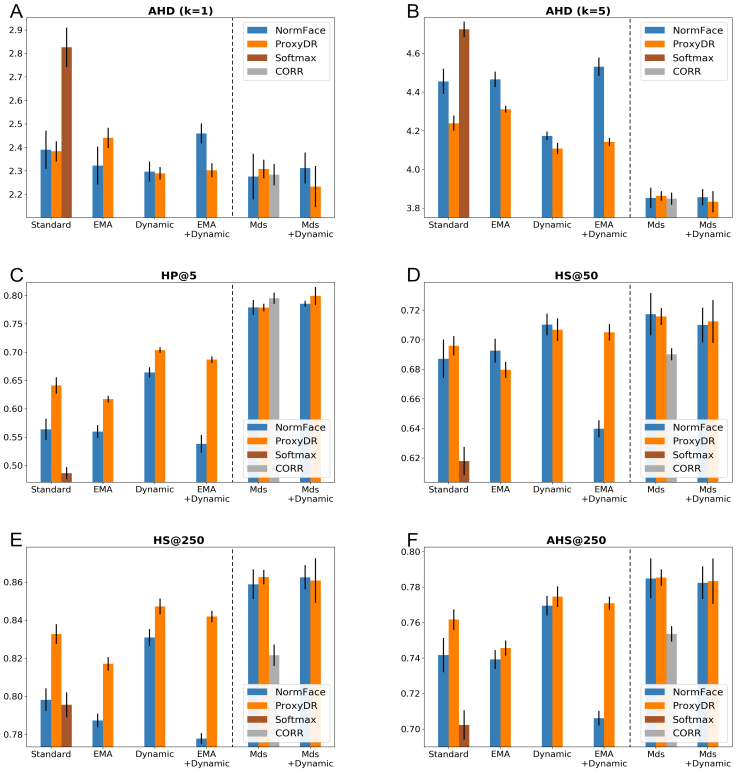 A
AHD (k=1)
2.9
2.8
2.7
2.6
2.5
2.4
2.3
2.2
NormFace
ProxyDR
Softmax
CORR
Standard
EMA
Dynamic
EMA
+Dynamic
Mds
Mds
+Dynamic
B
AHD (k=5)
4.6
4.4
4.2
4.0
3.8
NormFace
ProxyDR
Softmax
CORR
Standard
EMA
Dynamic
EMA
+Dynamic
Mds
Mds
+Dynamic
C
HP@5
0.80
0.75
0.70
0.65
0.60
0.55
0.50
NormFace
ProxyDR
Softmax
CORR
Standard
EMA
Dynamic
EMA
+Dynamic
Mds
Mds
+Dynamic
D
HS@50
0.72
0.70
0.68
0.66
0.64
0.62
NormFace
ProxyDR
Softmax
CORR
Standard
EMA
Dynamic
EMA
+Dynamic
Mds
Mds
+Dynamic
E
HS@250
0.86
0.84
0.82
0.80
0.78
NormFace
ProxyDR
Softmax
CORR
Standard
EMA
Dynamic
EMA
+Dynamic
Mds
Mds
+Dynamic
F
AHS@250
0.80
0.78
0.76
0.74
0.72
0.70
NormFace
ProxyDR
Softmax
CORR
Standard
EMA
Dynamic
EMA
+Dynamic
Mds
Mds
+Dynamic